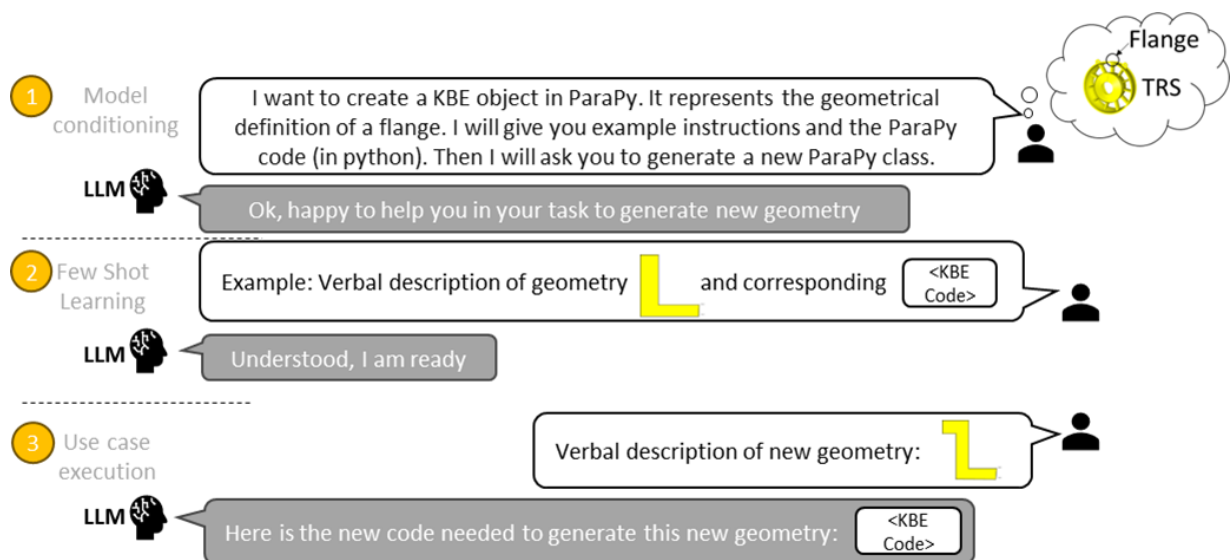 Flange
TRS
1
Model
conditioning
I want to create a KBE object in ParaPy. It represents the geometrical
definition of a flange. I will give you example instructions and the ParaPy
code (in python). Then I will ask you to generate a new ParaPy class.
LLM
Ok, happy to help you in your task to generate new geometry
2
Few Shot
Learning
Example: Verbal description of geometry and corresponding
<KBE
Code>
LLM
Understood, I am ready
3
Use case
execution
Verbal description of new geometry:
LLM
Here is the new code needed to generate this new geometry:
<KBE
Code>